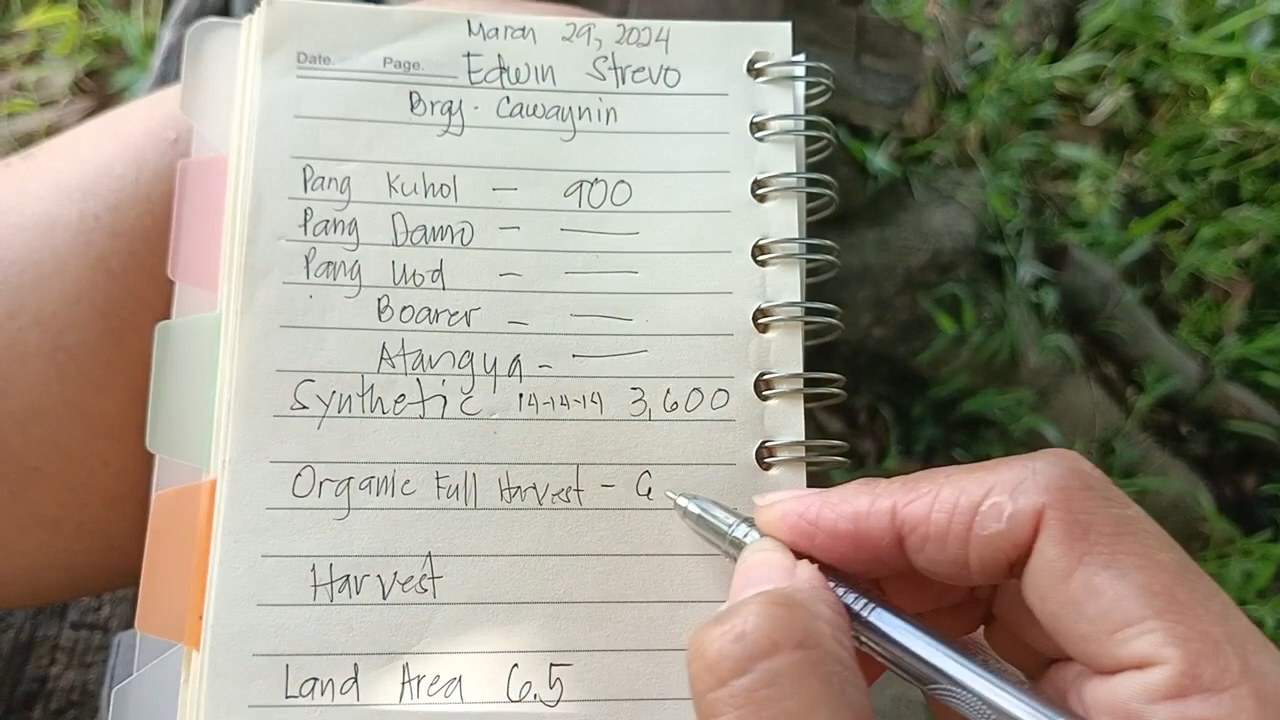 March 29, 2024
Date. Page. Edwin Strevo
Brgy. Cawaynin
Pang Kuhol - 900
Pang Damo - —
Pang Uod - —
Boarer - —
Atangya - —
Synthetic 14-14-14 3,600
Organic Full Harvest - G
Harvest
Land Area 6.5